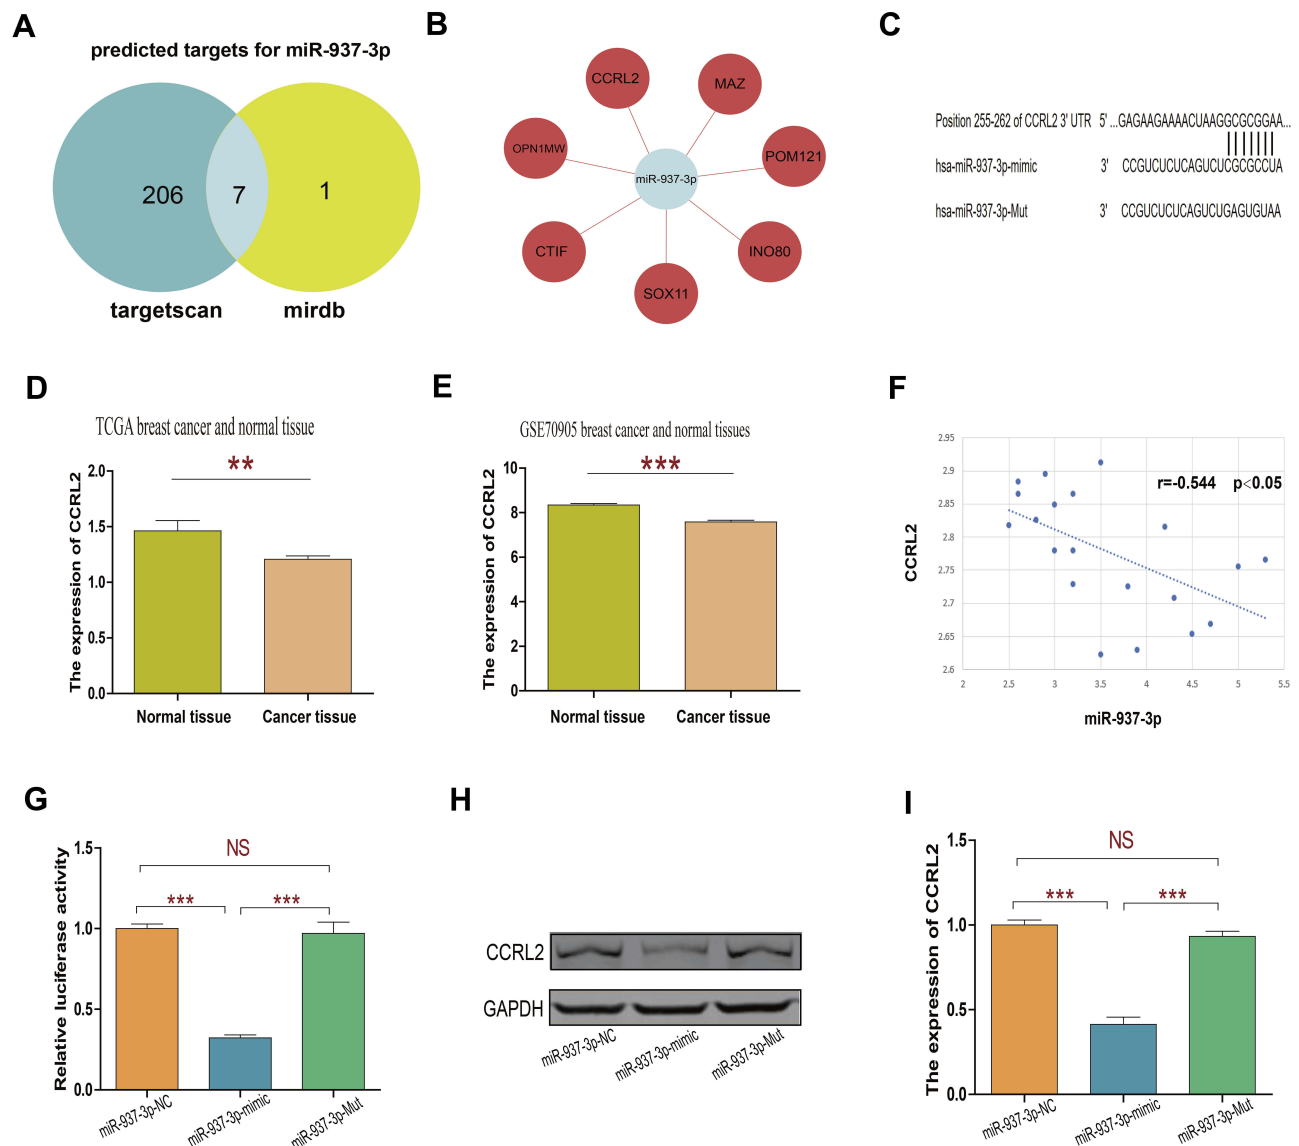 A
predicted targets for miR-937-3p
206
7
1
targetscan
mirdb
B
CCRL2
MAZ
OPN1MW
POM121
miR-937-3p
CTIF
INO80
SOX11
C
Position 255-262 of CCRL2 3' UTR 5' ...GAGAAGAAAACUAAGGCGCGGAA...
hsa-miR-937-3p-mimic 3' CCGUCUCUCAGUCUCGCGCCUA
hsa-miR-937-3p-Mut 3' CCGUCUCUCAGUCUGAGUGUAA
D
TCGA breast cancer and normal tissue
**
The expression of CCRL2
2.0
1.5
1.0
0.5
0.0
Normal tissue
Cancer tissue
E
GSE70905 breast cancer and normal tissues
***
The expression of CCRL2
10
8
6
4
2
0
Normal tissue
Cancer tissue
F
r=-0.544 p<0.05
CCRL2
2.95
2.9
2.85
2.8
2.75
2.7
2.65
2.6
2
2.5
3
3.5
4
4.5
5
5.5
miR-937-3p
G
NS
***
***
Relative luciferase activity
1.5
1.0
0.5
0.0
miR-937-3p-NC
miR-937-3p-mimic
miR-937-3p-Mut
H
CCRL2
GAPDH
miR-937-3p-NC
miR-937-3p-mimic
miR-937-3p-Mut
I
NS
***
***
The expression of CCRL2
1.5
1.0
0.5
0.0
miR-937-3p-NC
miR-937-3p-mimic
miR-937-3p-Mut